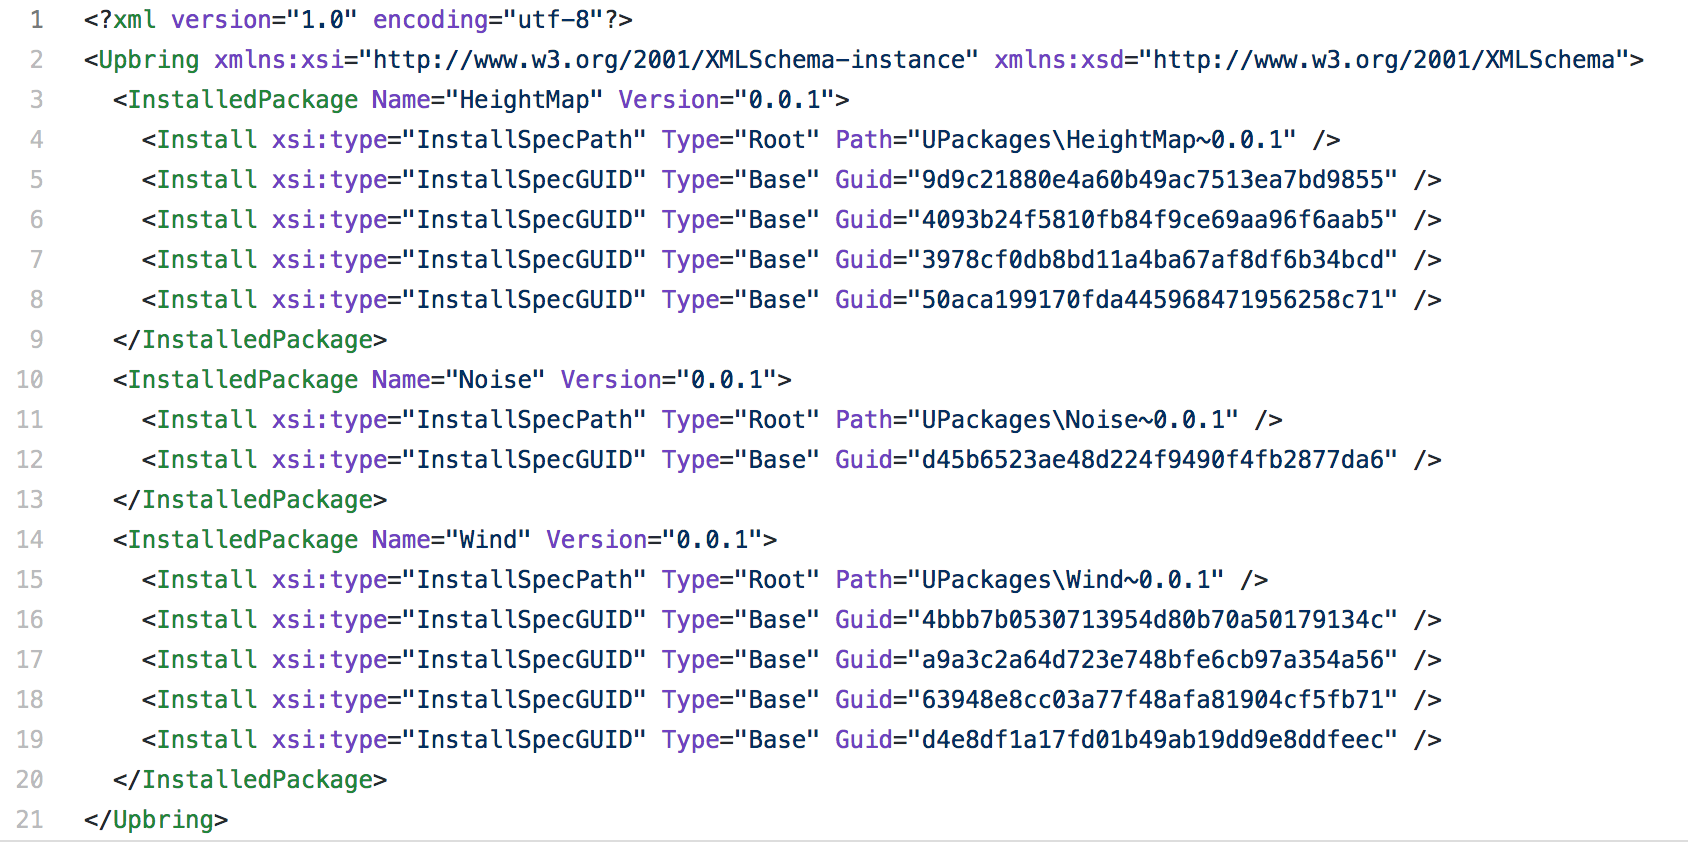 1 <?xml version="1.0" encoding="utf-8"?>
2 <Upbring xmlns:xsi="http://www.w3.org/2001/XMLSchema-instance" xmlns:xsd="http://www.w3.org/2001/XMLSchema">
3 <InstalledPackage Name="HeightMap" Version="0.0.1">
4 <Install xsi:type="InstallSpecPath" Type="Root" Path="UPackages\HeightMap~0.0.1" />
5 <Install xsi:type="InstallSpecGUID" Type="Base" Guid="9d9c21880e4a60b49ac7513ea7bd9855" />
6 <Install xsi:type="InstallSpecGUID" Type="Base" Guid="4093b24f5810fb84f9ce69aa96f6aab5" />
7 <Install xsi:type="InstallSpecGUID" Type="Base" Guid="3978cf0db8bd11a4ba67af8df6b34bcd" />
8 <Install xsi:type="InstallSpecGUID" Type="Base" Guid="50aca199170fda445968471956258c71" />
9 </InstalledPackage>
10 <InstalledPackage Name="Noise" Version="0.0.1">
11 <Install xsi:type="InstallSpecPath" Type="Root" Path="UPackages\Noise~0.0.1" />
12 <Install xsi:type="InstallSpecGUID" Type="Base" Guid="d45b6523ae48d224f9490f4fb2877da6" />
13 </InstalledPackage>
14 <InstalledPackage Name="Wind" Version="0.0.1">
15 <Install xsi:type="InstallSpecPath" Type="Root" Path="UPackages\Wind~0.0.1" />
16 <Install xsi:type="InstallSpecGUID" Type="Base" Guid="4bbb7b0530713954d80b70a50179134c" />
17 <Install xsi:type="InstallSpecGUID" Type="Base" Guid="a9a3c2a64d723e748bfe6cb97a354a56" />
18 <Install xsi:type="InstallSpecGUID" Type="Base" Guid="63948e8cc03a77f48afa81904cf5fb71" />
19 <Install xsi:type="InstallSpecGUID" Type="Base" Guid="d4e8df1a17fd01b49ab19dd9e8ddfeec" />
20 </InstalledPackage>
21 </Upbring>